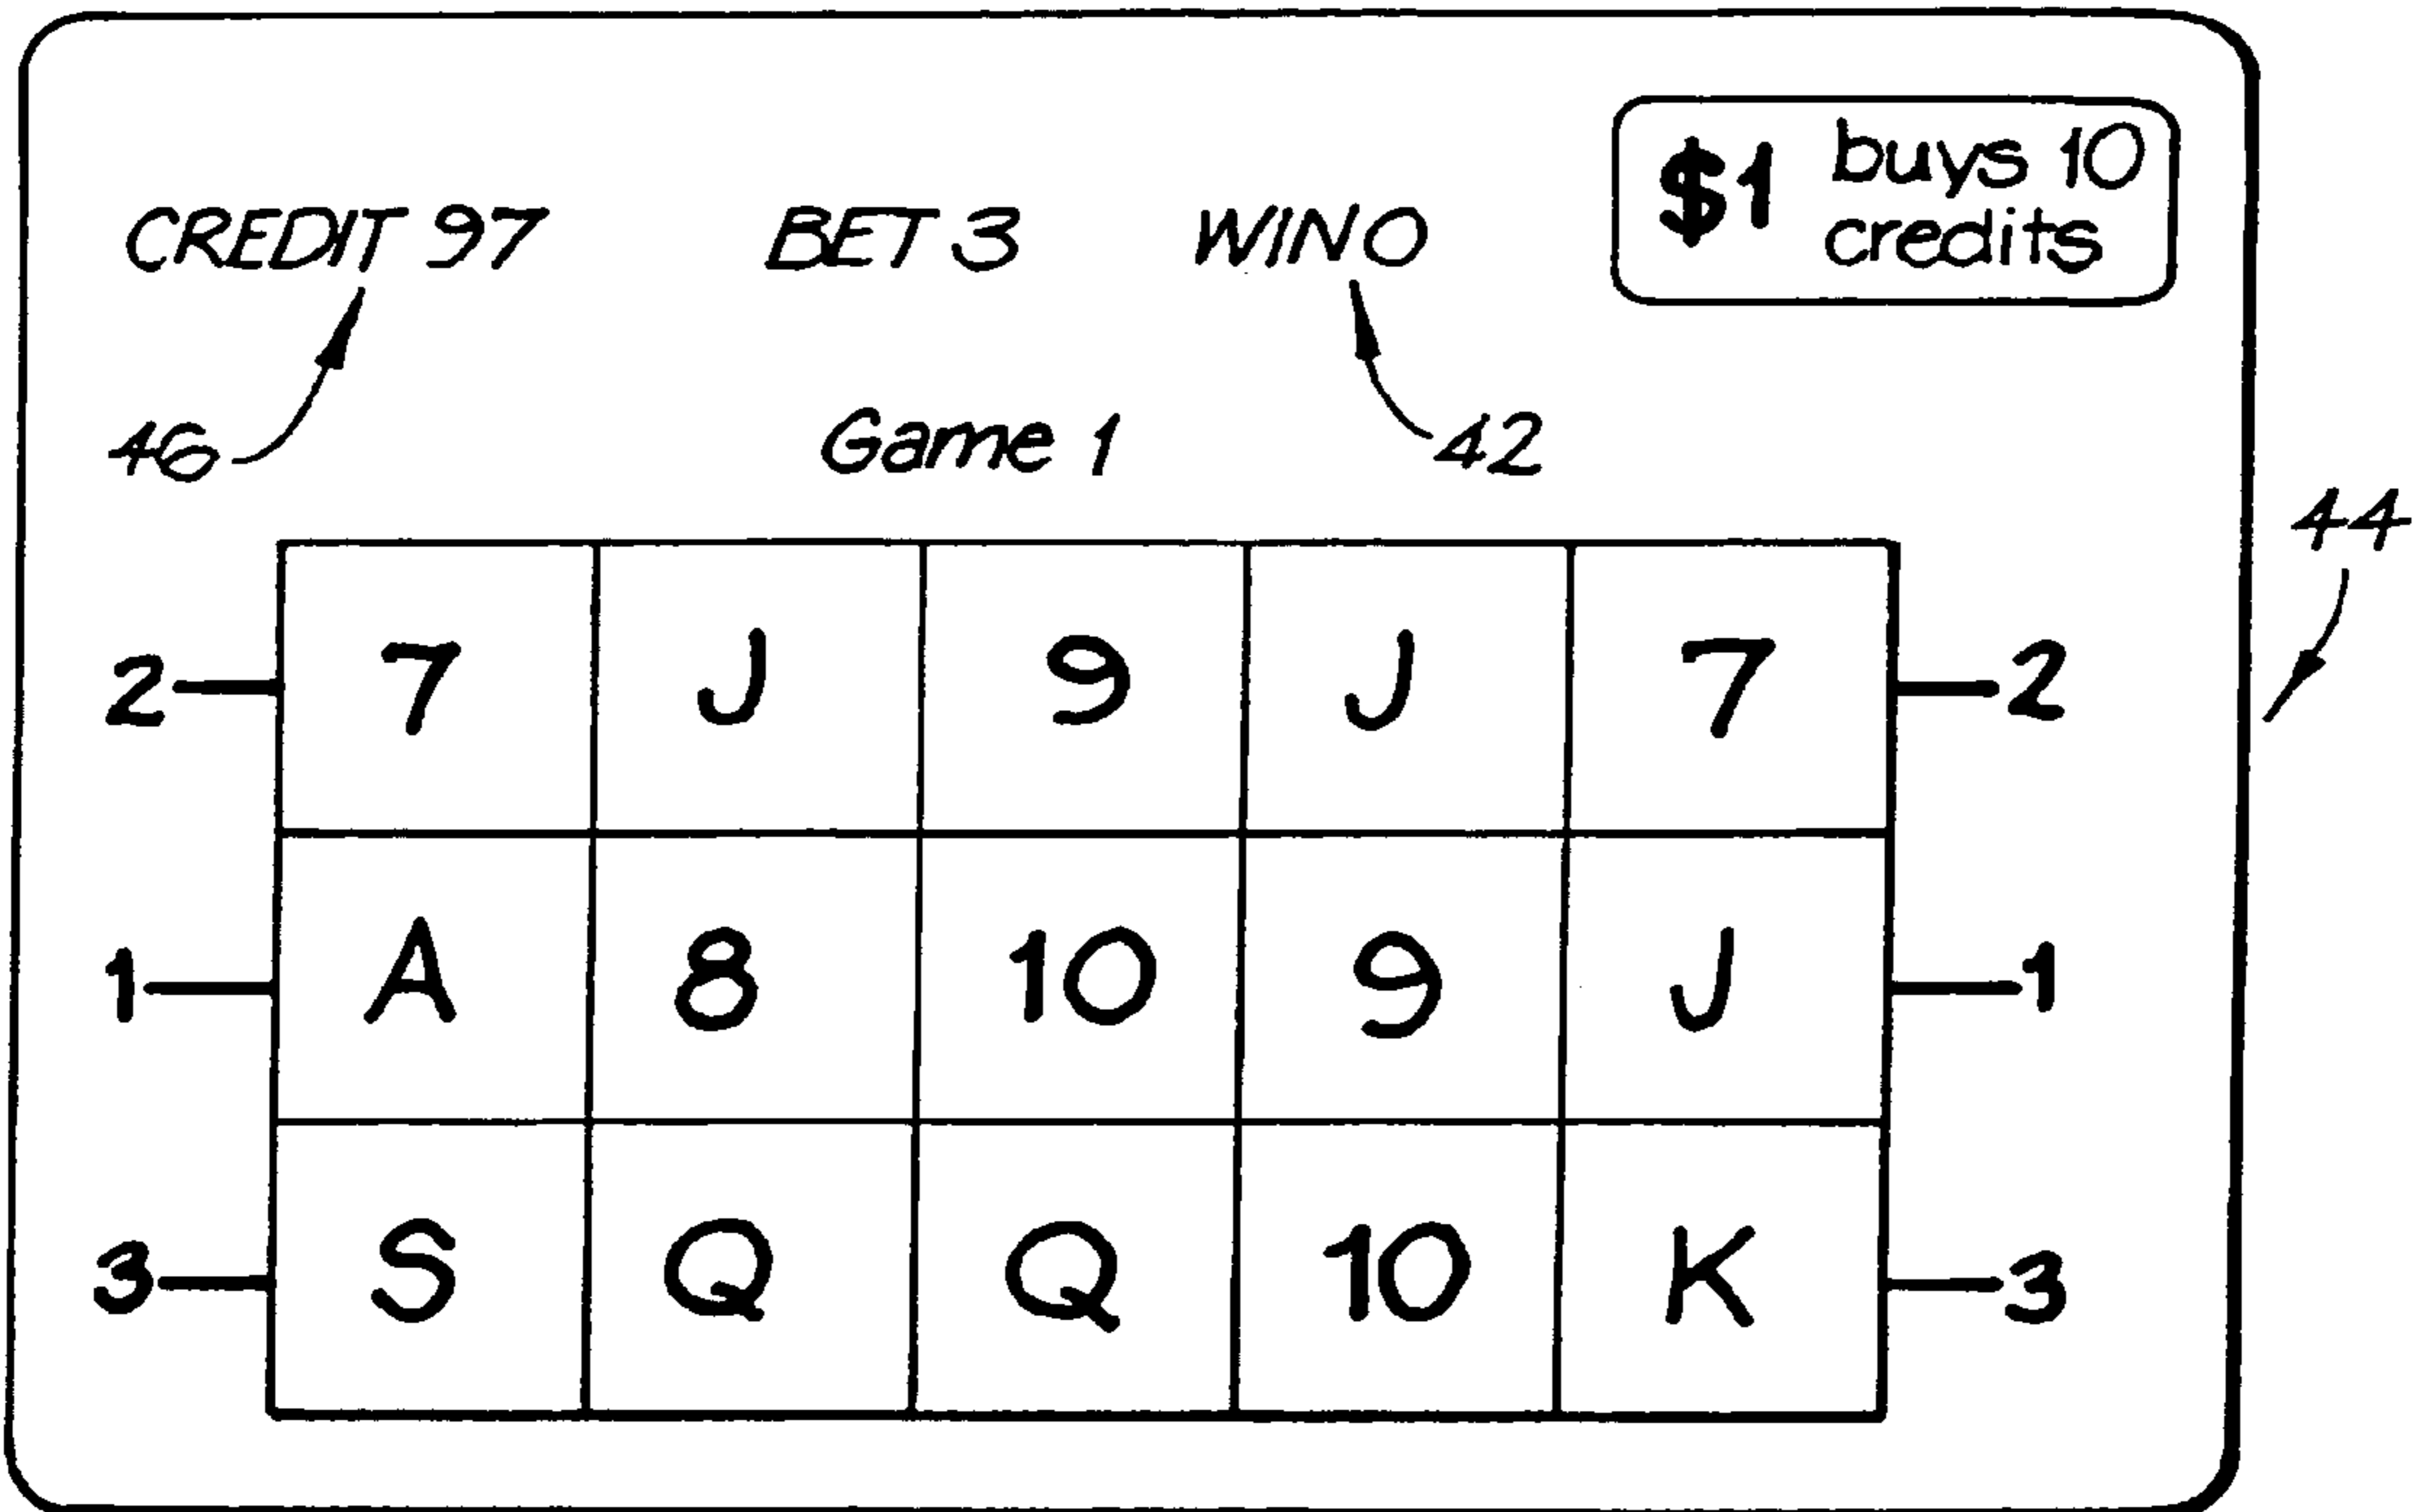 $1 buys 10
credits
CREDIT 97 BET 3 WIN 0
46 Game 1 42
44
2 7 J 9 J 7 2
1 A 8 10 9 J 1
3 S Q Q 10 K 3